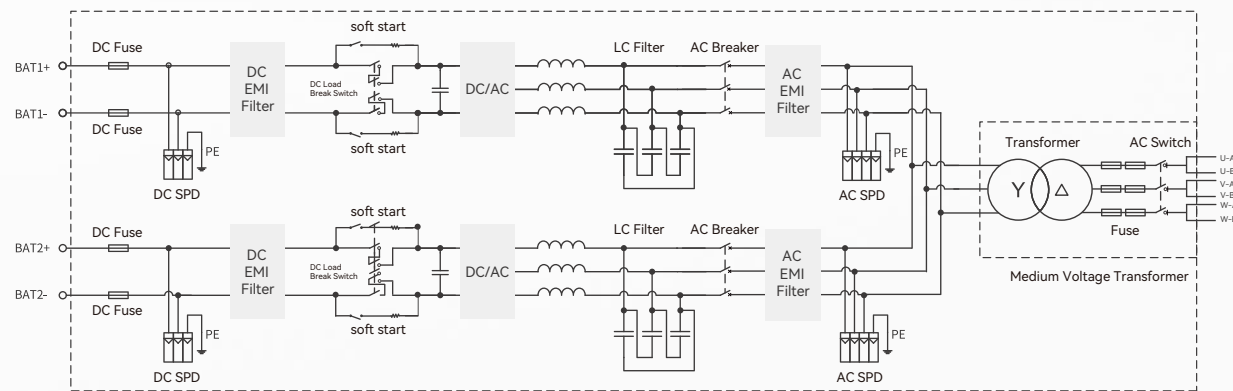 soft start
DC Fuse
LC Filter
AC Breaker
BAT1+
DC
EMI
Filter
DC Load
Break Switch
DC/AC
AC
EMI
Filter
BAT1-
DC Fuse
soft start
PE
DC SPD
PE
AC SPD
Transformer
AC Switch
Y
△
U-A
U-B
V-A
V-B
W-A
Fuse
Medium Voltage Transformer
soft start
DC Fuse
LC Filter
AC Breaker
BAT2+
DC
EMI
Filter
DC Load
Break Switch
DC/AC
AC
EMI
Filter
BAT2-
DC Fuse
soft start
PE
DC SPD
PE
AC SPD